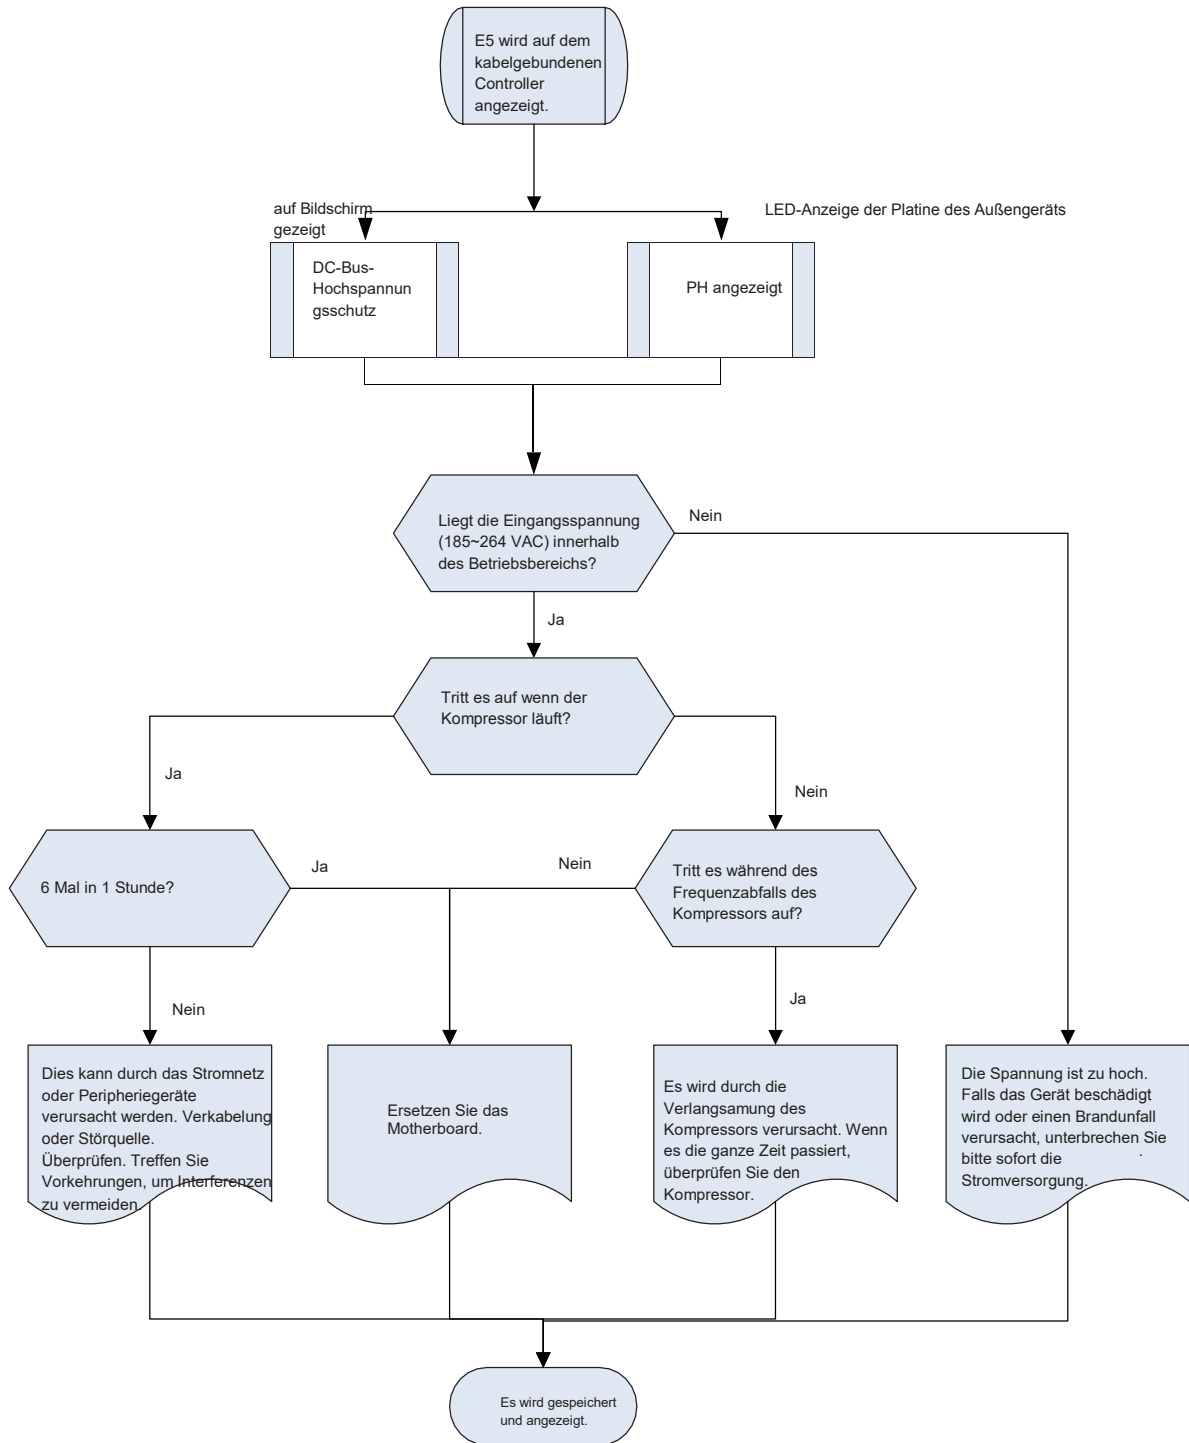 E5 wird auf dem
kabelgebundenen
Controller
angezeigt.
auf Bildschirm
gezeigt
LED-Anzeige der Platine des Außengeräts
DC-Bus-
Hochspannun
gsschutz
PH angezeigt
Liegt die Eingangsspannung
(185~264 VAC) innerhalb
des Betriebsbereichs?
Nein
Ja
Tritt es auf wenn der
Kompressor läuft?
Ja
Nein
6 Mal in 1 Stunde?
Ja
Nein
Tritt es während des
Frequenzabfalls des
Kompressors auf?
Nein
Ja
Dies kann durch das Stromnetz
oder Peripheriegeräte
verursacht werden. Verkabelung
oder Störquelle.
Überprüfen. Treffen Sie
Vorkehrungen, um Interferenzen
zu vermeiden.
Ersetzen Sie das
Motherboard.
Es wird durch die
Verlangsamung des
Kompressors verursacht. Wenn
es die ganze Zeit passiert,
überprüfen Sie den
Kompressor.
Die Spannung ist zu hoch.
Falls das Gerät beschädigt
wird oder einen Brandunfall
verursacht, unterbrechen Sie
bitte sofort die
Stromversorgung.
Es wird gespeichert
und angezeigt.